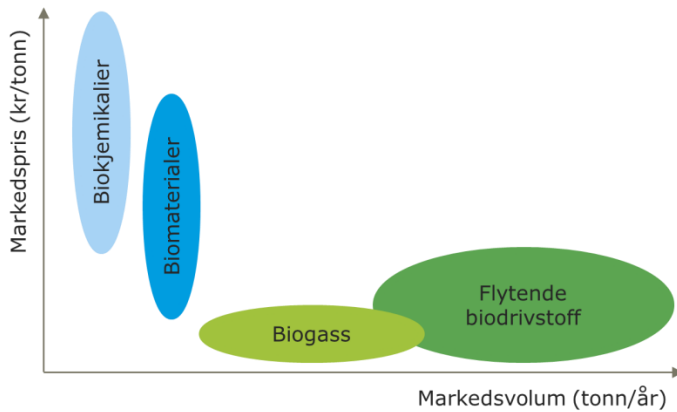 Markedspris (kr/tonn)
Biokjemikalier
Biomaterialer
Biogass
Flytende
biodrivstoff
Markedsvolum (tonn/år)